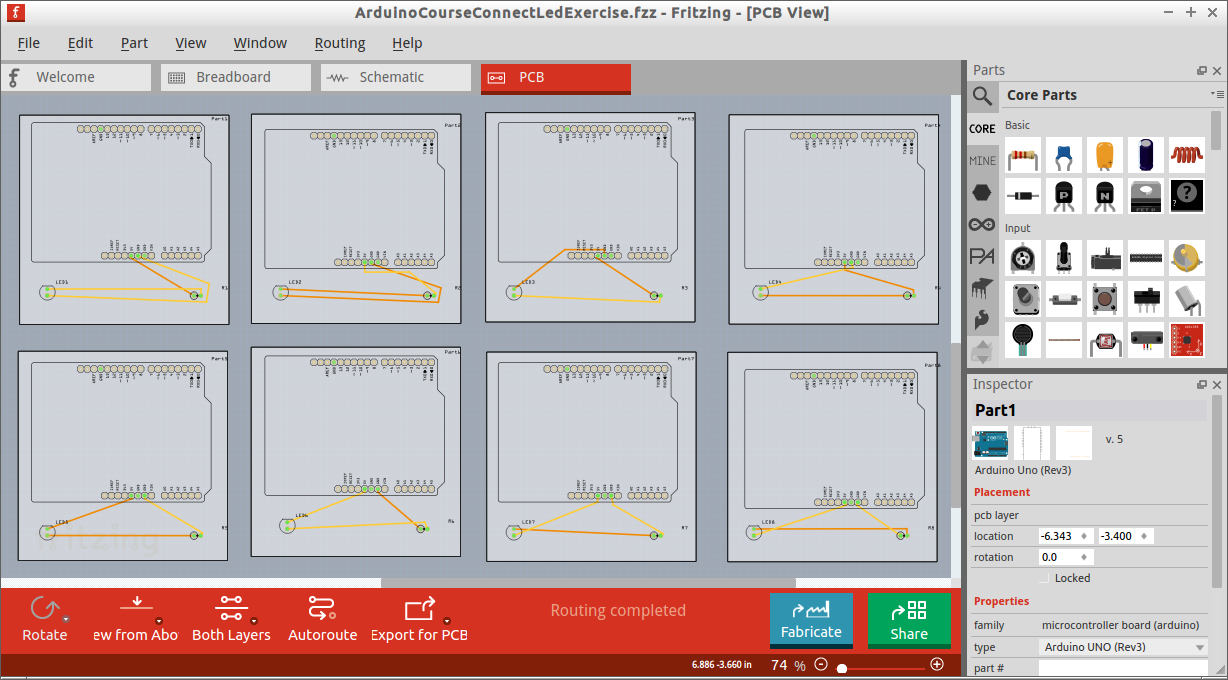 ArduinoCourseConnectLedExercise.fzz - Fritzing - [PCB View]
File Edit Part View Window Routing Help
Welcome
Breadboard
Schematic
PCB
Part1
LED1
R1
Part2
LED2
R2
Part3
LED3
R3
LED4
Part5
LED5
R5
LED6
R6
Part7
LED7
R7
Part8
LED8
R8
fritzing
Rotate
ew from Abo
Both Layers
Autoroute
Export for PCB
Routing completed
Fabricate
Share
6.886 -3.660 in
74 %
Parts
Core Parts
CORE
MINE
Basic
Input
Inspector
Part1
v. 5
Arduino Uno (Rev3)
Placement
pcb layer
location -6.343 -3.400
rotation 0.0
Locked
Properties
family microcontroller board (arduino)
type Arduino UNO (Rev3)
part #